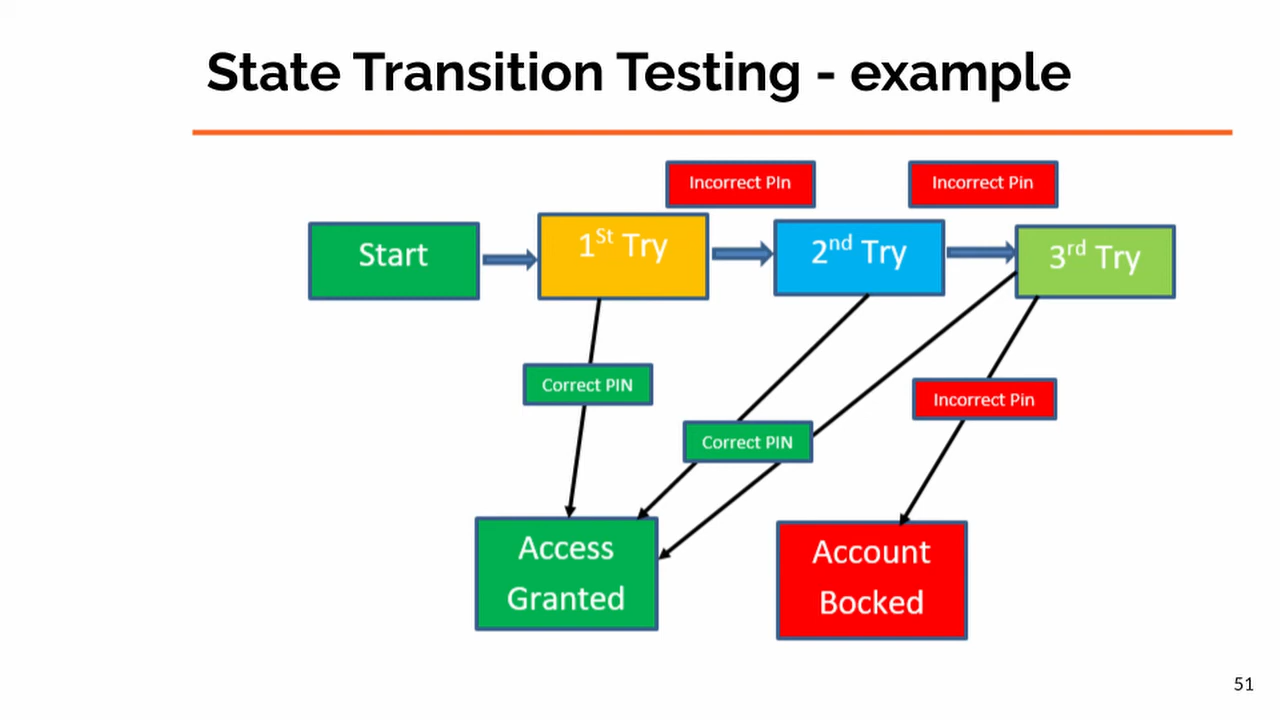 State Transition Testing - example
Incorrect Pin
Incorrect Pin
Start
1St Try
2nd Try
3rd Try
Correct PIN
Incorrect Pin
Correct PIN
Access
Granted
Account
Bocked
51